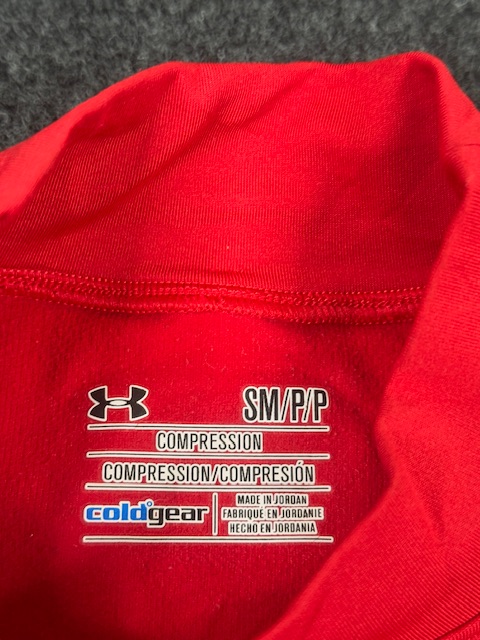 SM/P/P
COMPRESSION
COMPRESSION/COMPRESIÓN
coldgear
MADE IN JORDAN
FABRIQUÉ EN JORDANIE
HECHO EN JORDANIA